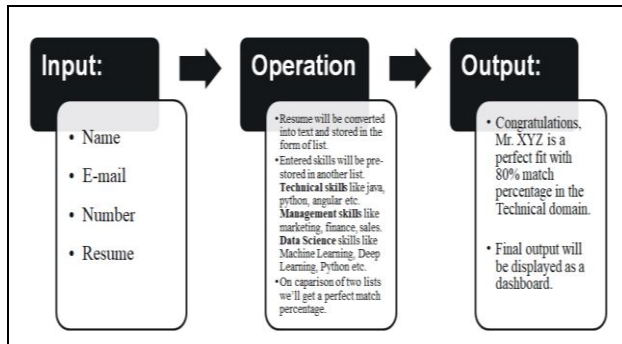 Input:
• Name
• E-mail
• Number
• Resume
Operation
•Resume will be converted
into text and stored in the
form of list.
•Entered skills will be pre-
stored in another list.
Technical skills like java,
python, angular etc.
Management skills like
marketing, finance, sales.
Data Science skills like
Machine Learning, Deep
Learning, Python etc.
•On caparison of two lists
we'll get a perfect match
percentage.
Output:
• Congratulations,
Mr. XYZ is a
perfect fit with
80% match
percentage in the
Technical domain.
• Final output will
be displayed as a
dashboard.